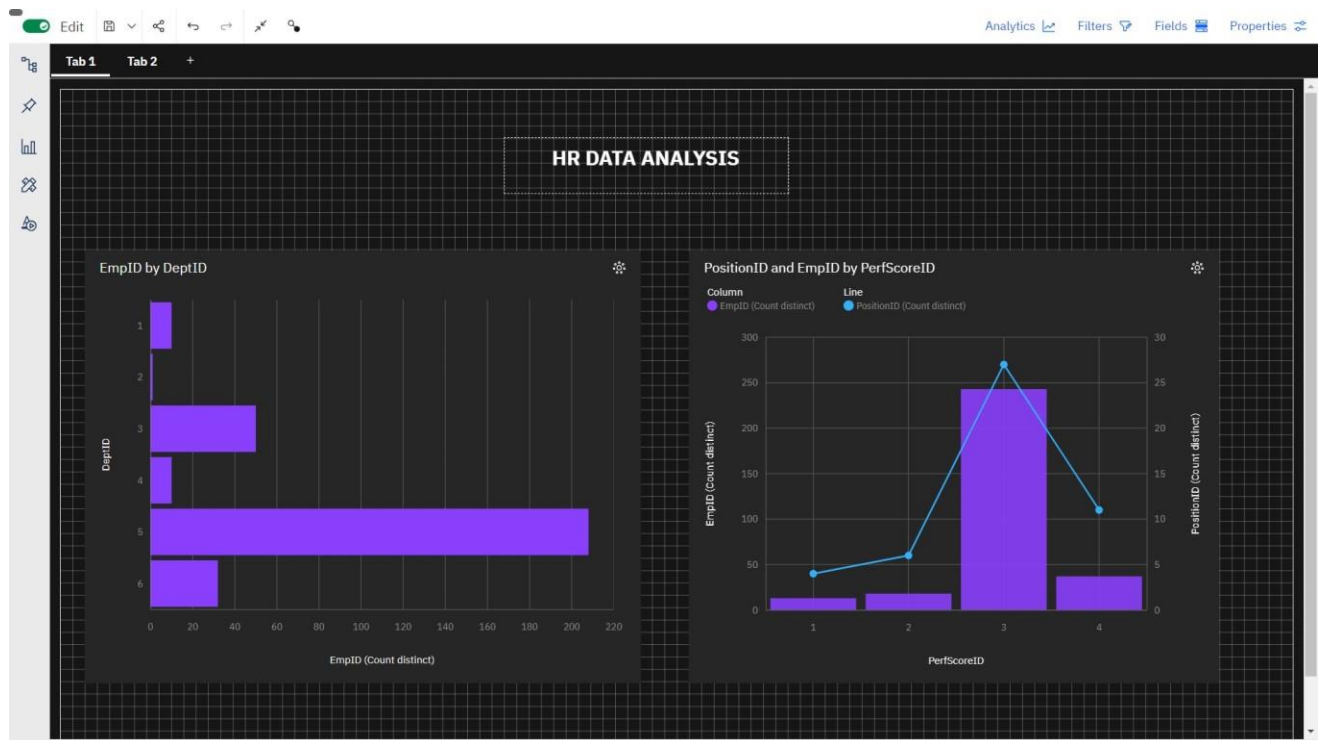 Edit
Analytics Filters Fields Properties
Tab 1 Tab 2 +
HR DATA ANALYSIS
EmpID by DeptID
1
2
3
4
5
6
DeptID
0 20 40 60 80 100 120 140 160 180 200 220
EmpID (Count distinct)
PositionID and EmpID by PerfScoreID
Column Line
EmpID (Count distinct) PositionID (Count distinct)
300 30
250 25
200 20
150 15
100 10
50 5
0 0
EmpID (Count distinct)
PositionID (Count distinct)
1 2 3 4
PerfScoreID